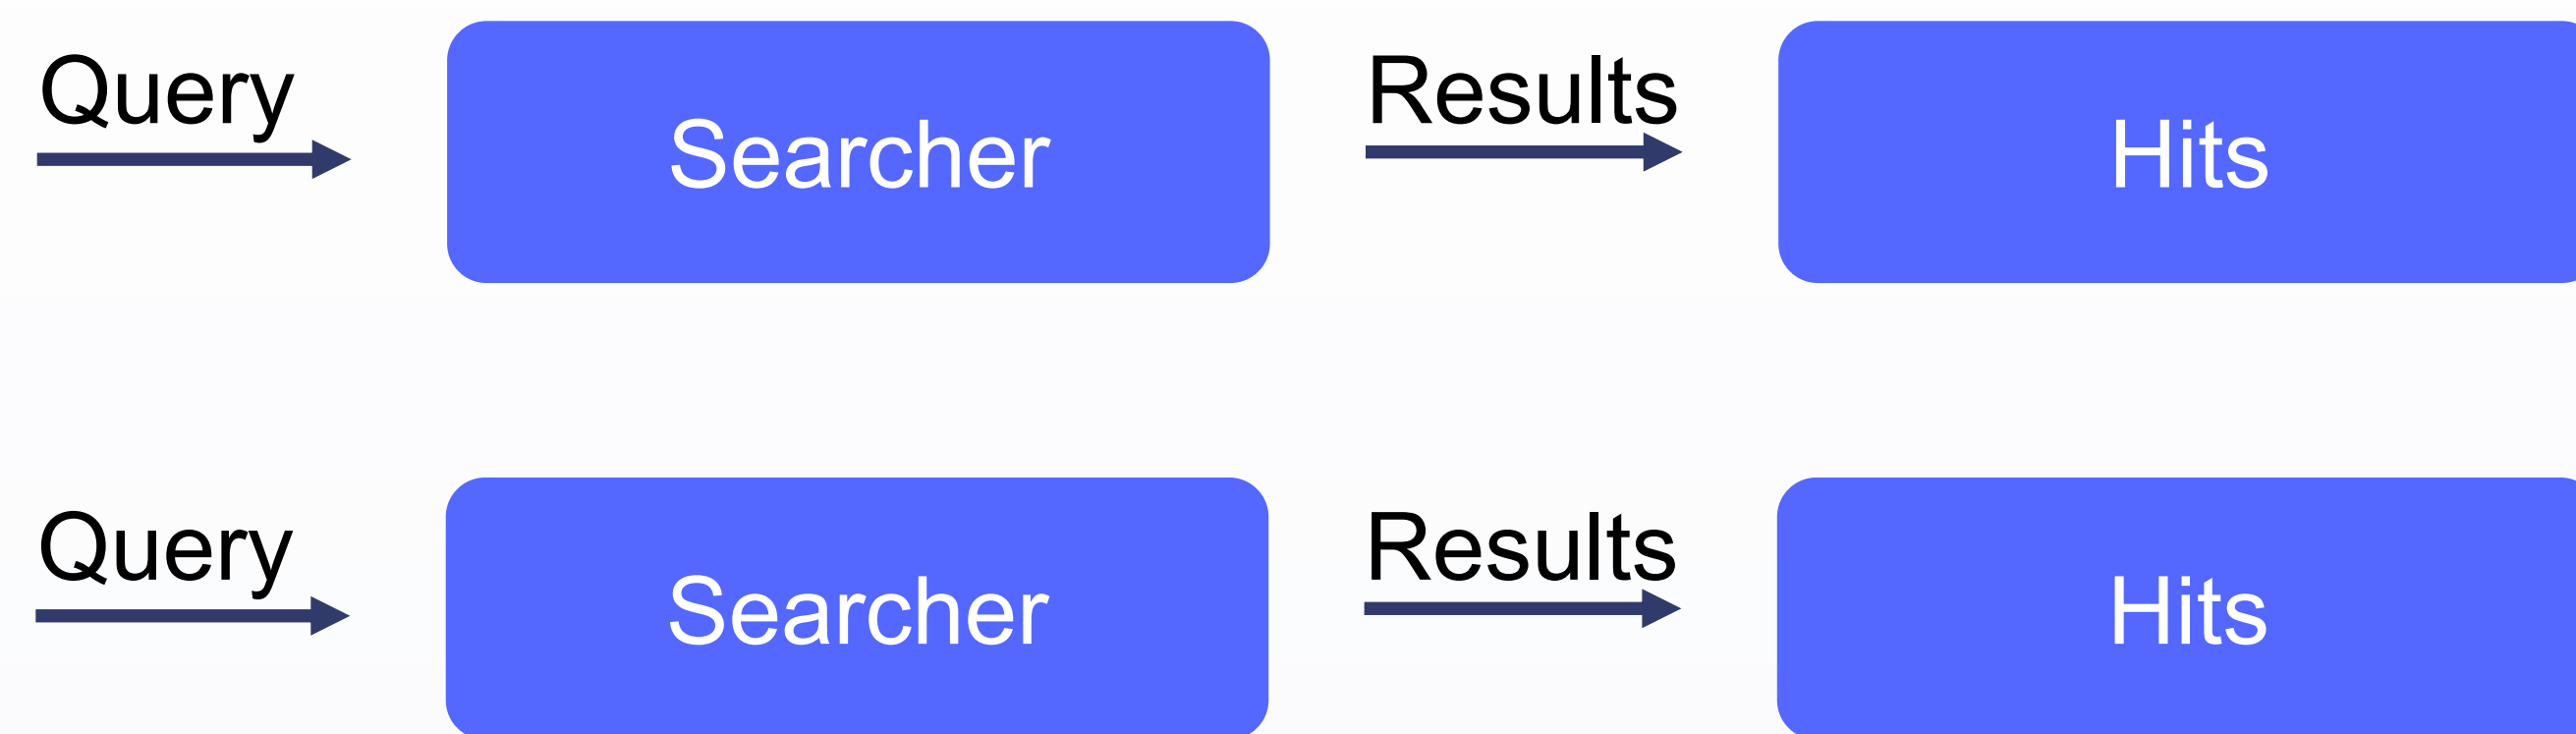 Query
Searcher
Results
Hits
Query
Searcher
Results
Hits